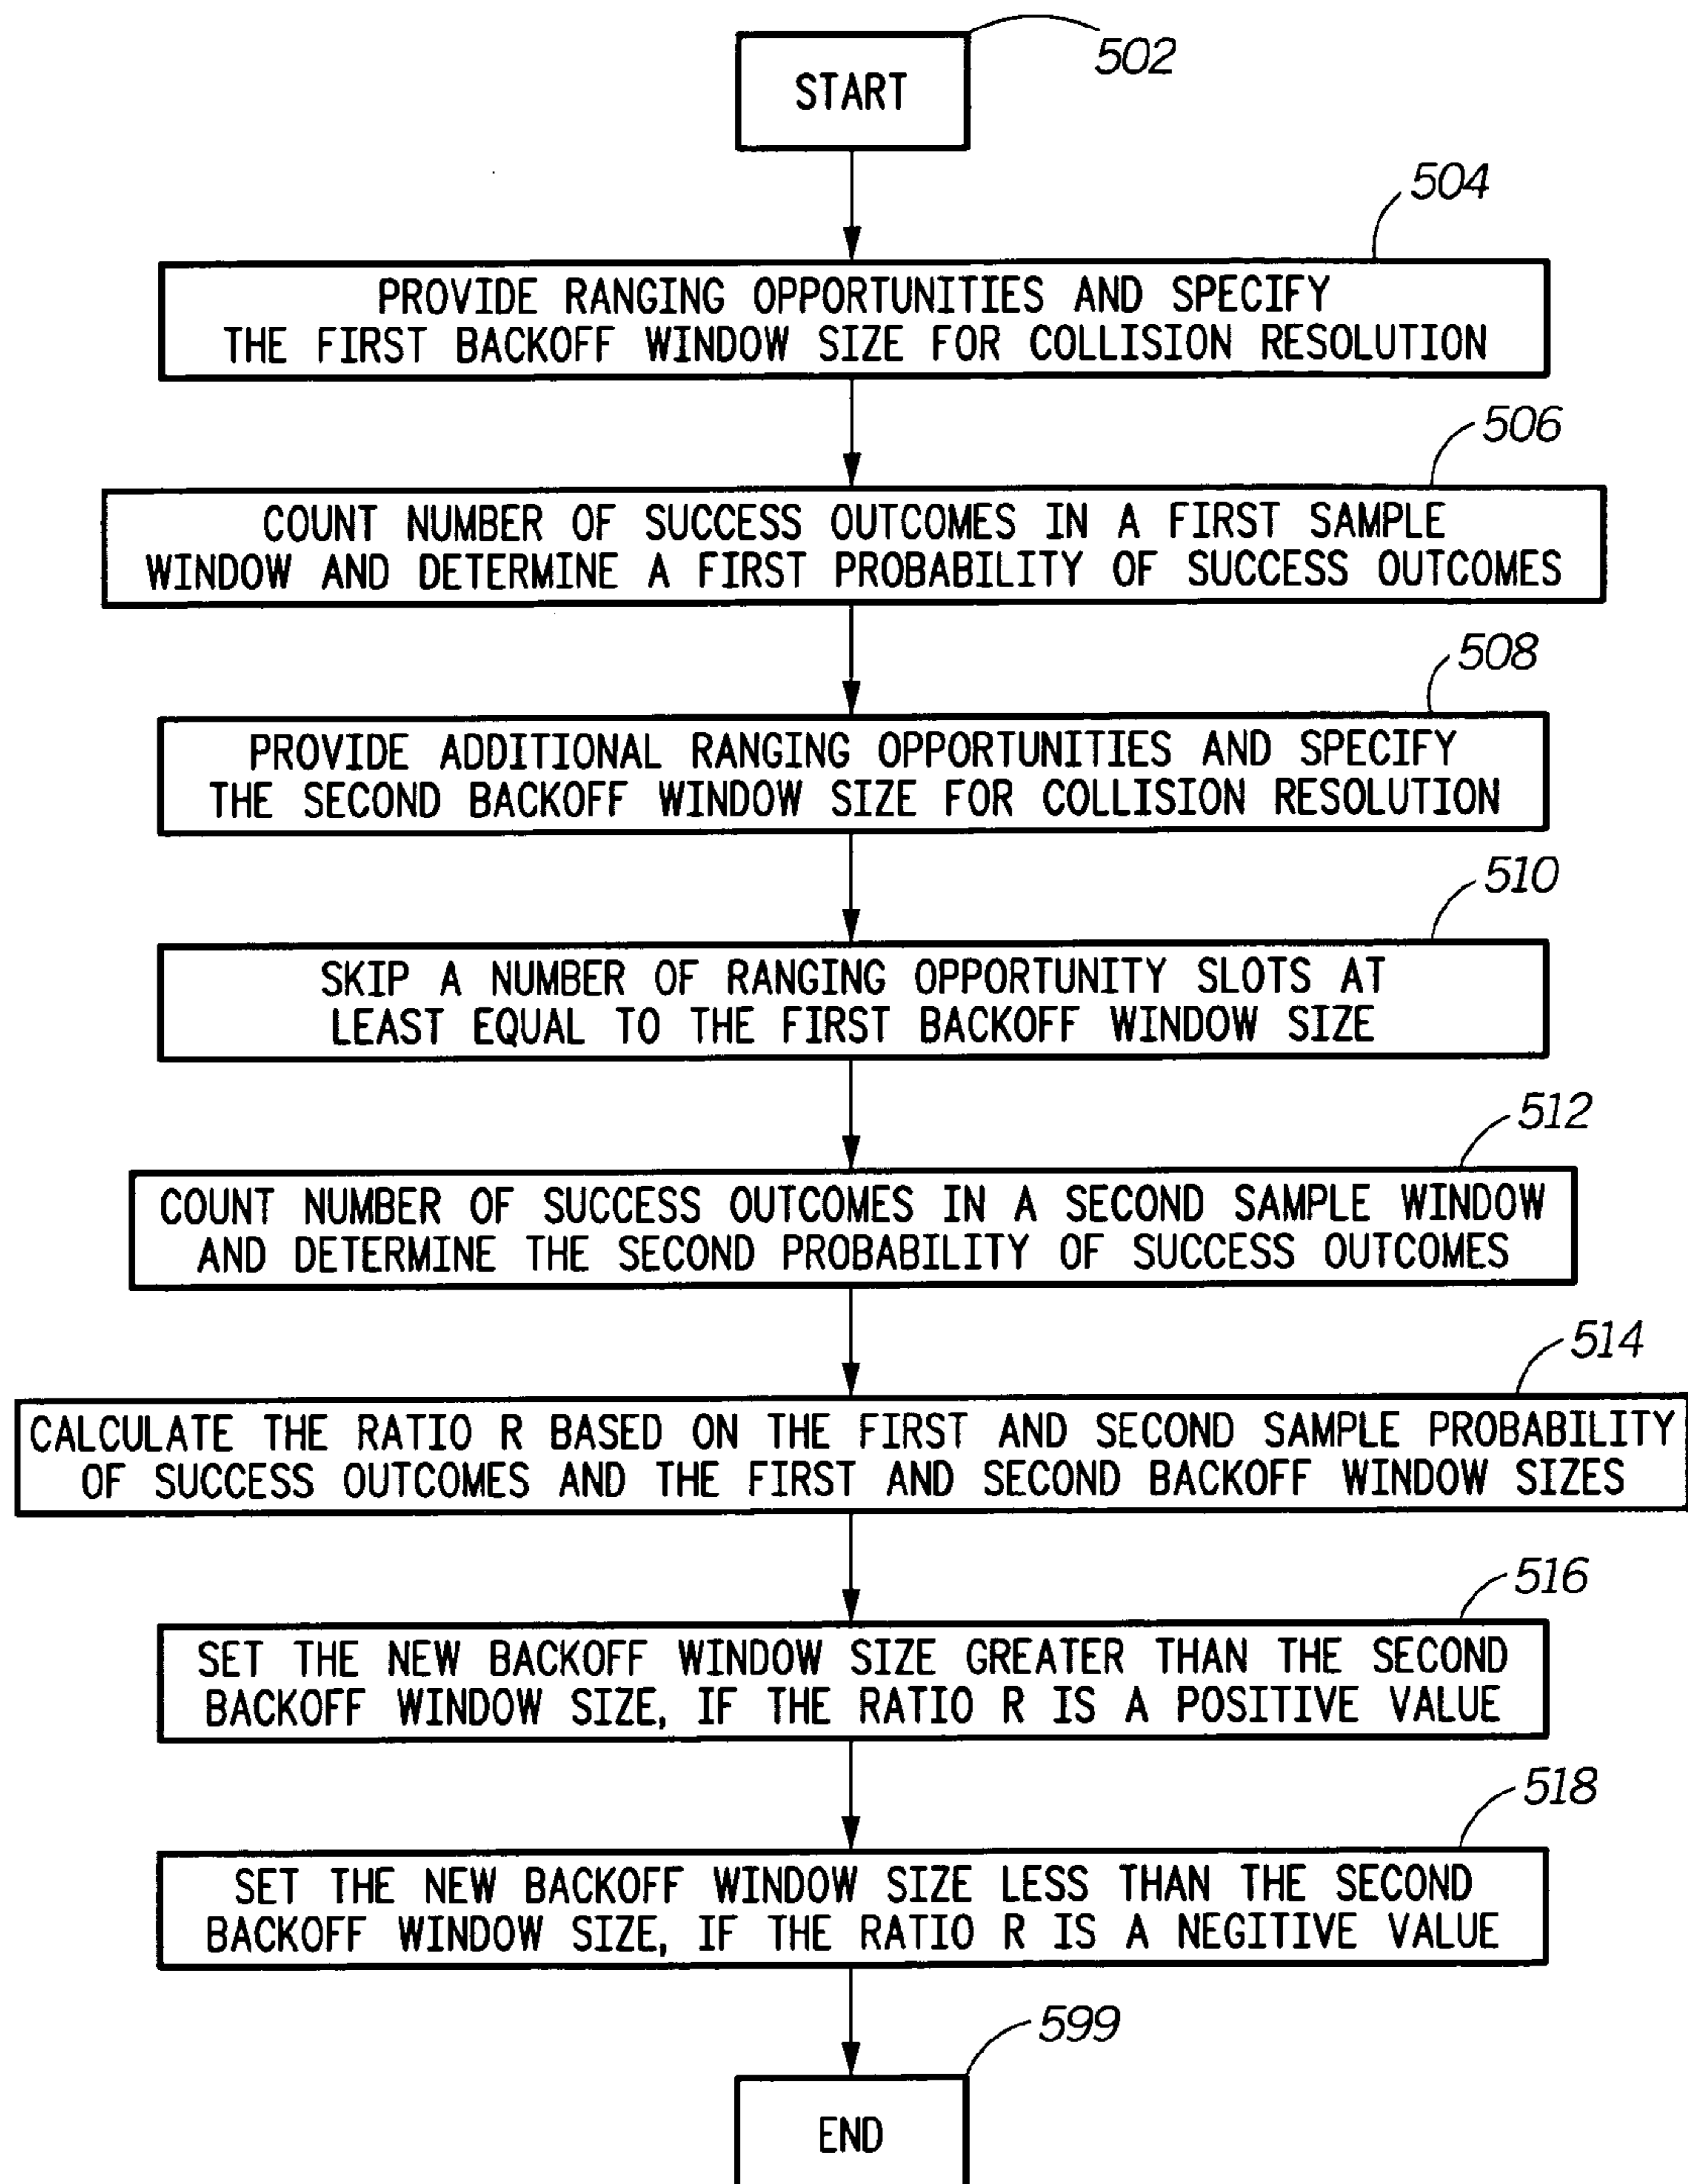 502
START
504
PROVIDE RANGING OPPORTUNITIES AND SPECIFY
THE FIRST BACKOFF WINDOW SIZE FOR COLLISION RESOLUTION
506
COUNT NUMBER OF SUCCESS OUTCOMES IN A FIRST SAMPLE
WINDOW AND DETERMINE A FIRST PROBABILITY OF SUCCESS OUTCOMES
508
PROVIDE ADDITIONAL RANGING OPPORTUNITIES AND SPECIFY
THE SECOND BACKOFF WINDOW SIZE FOR COLLISION RESOLUTION
510
SKIP A NUMBER OF RANGING OPPORTUNITY SLOTS AT
LEAST EQUAL TO THE FIRST BACKOFF WINDOW SIZE
512
COUNT NUMBER OF SUCCESS OUTCOMES IN A SECOND SAMPLE WINDOW
AND DETERMINE THE SECOND PROBABILITY OF SUCCESS OUTCOMES
514
CALCULATE THE RATIO R BASED ON THE FIRST AND SECOND SAMPLE PROBABILITY
OF SUCCESS OUTCOMES AND THE FIRST AND SECOND BACKOFF WINDOW SIZES
516
SET THE NEW BACKOFF WINDOW SIZE GREATER THAN THE SECOND
BACKOFF WINDOW SIZE, IF THE RATIO R IS A POSITIVE VALUE
518
SET THE NEW BACKOFF WINDOW SIZE LESS THAN THE SECOND
BACKOFF WINDOW SIZE, IF THE RATIO R IS A NEGITIVE VALUE
599
END